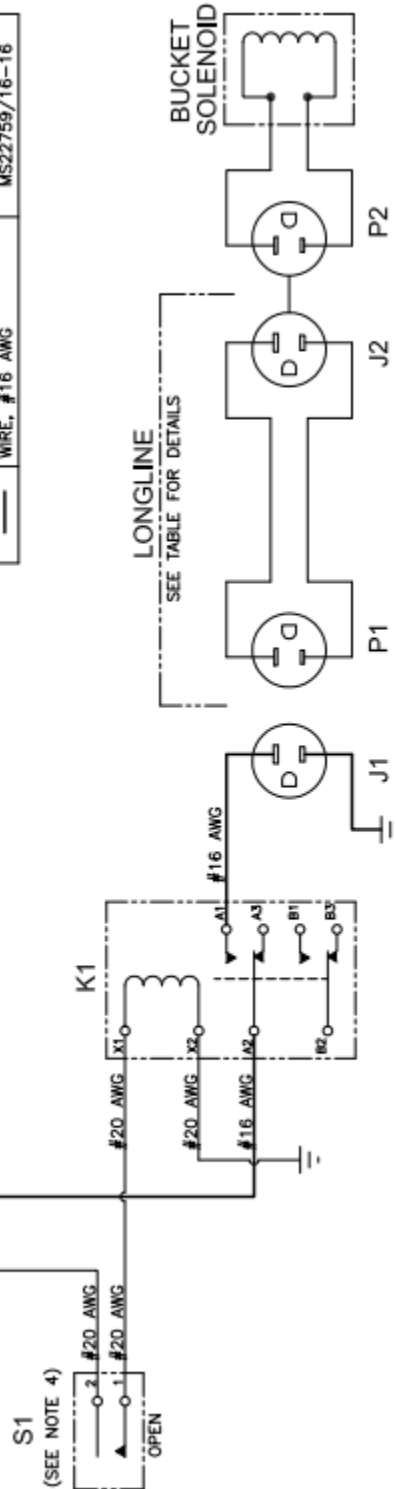 WIRE, #16 AWG
MS22759/16-16
S1
(SEE NOTE 4)
2
1
OPEN
#20 AWG
#20 AWG
K1
X1
X2
A2
B2
A1
A3
B1
B3
#20 AWG
#20 AWG
#16 AWG
#16 AWG
J1
LONGLINE
SEE TABLE FOR DETAILS
P1
J2
P2
BUCKET
SOLENOID